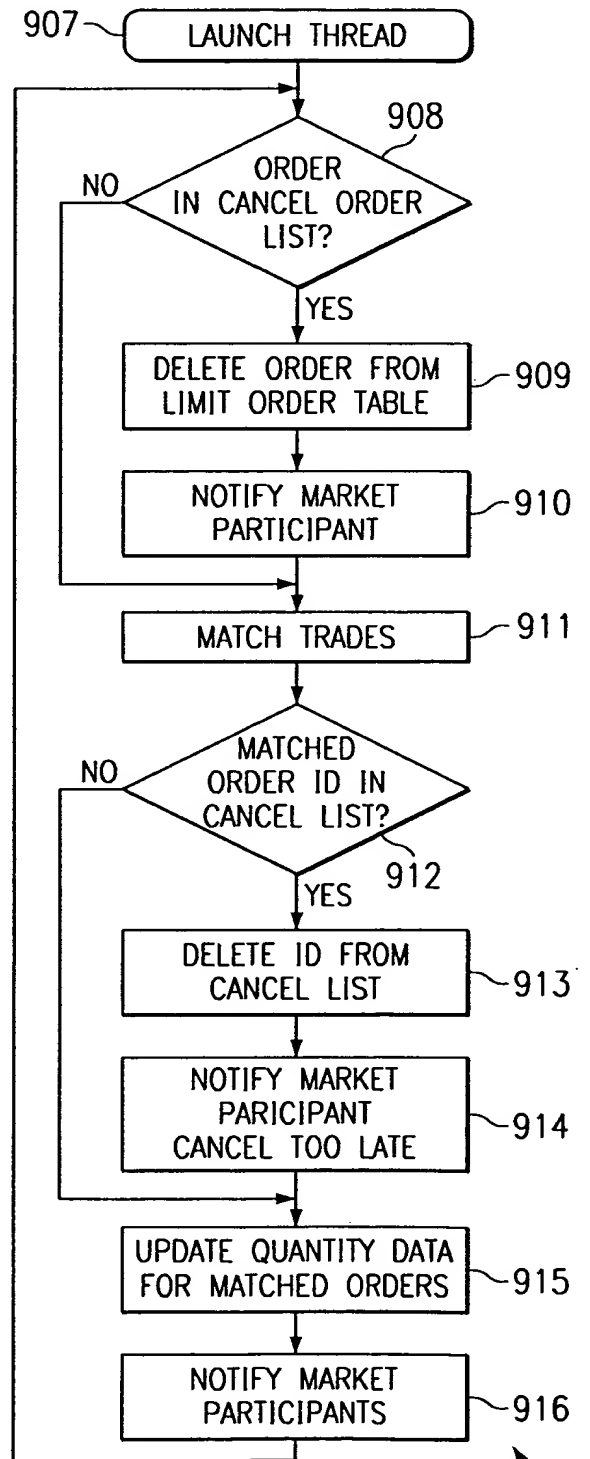 907
LAUNCH THREAD
908
ORDER
IN CANCEL ORDER
LIST?
NO
YES
DELETE ORDER FROM
LIMIT ORDER TABLE
909
NOTIFY MARKET
PARTICIPANT
910
MATCH TRADES
911
MATCHED
ORDER ID IN
CANCEL LIST?
NO
912
YES
DELETE ID FROM
CANCEL LIST
913
NOTIFY MARKET
PARICIPANT
CANCEL TOO LATE
914
UPDATE QUANTITY DATA
FOR MATCHED ORDERS
915
NOTIFY MARKET
PARTICIPANTS
916